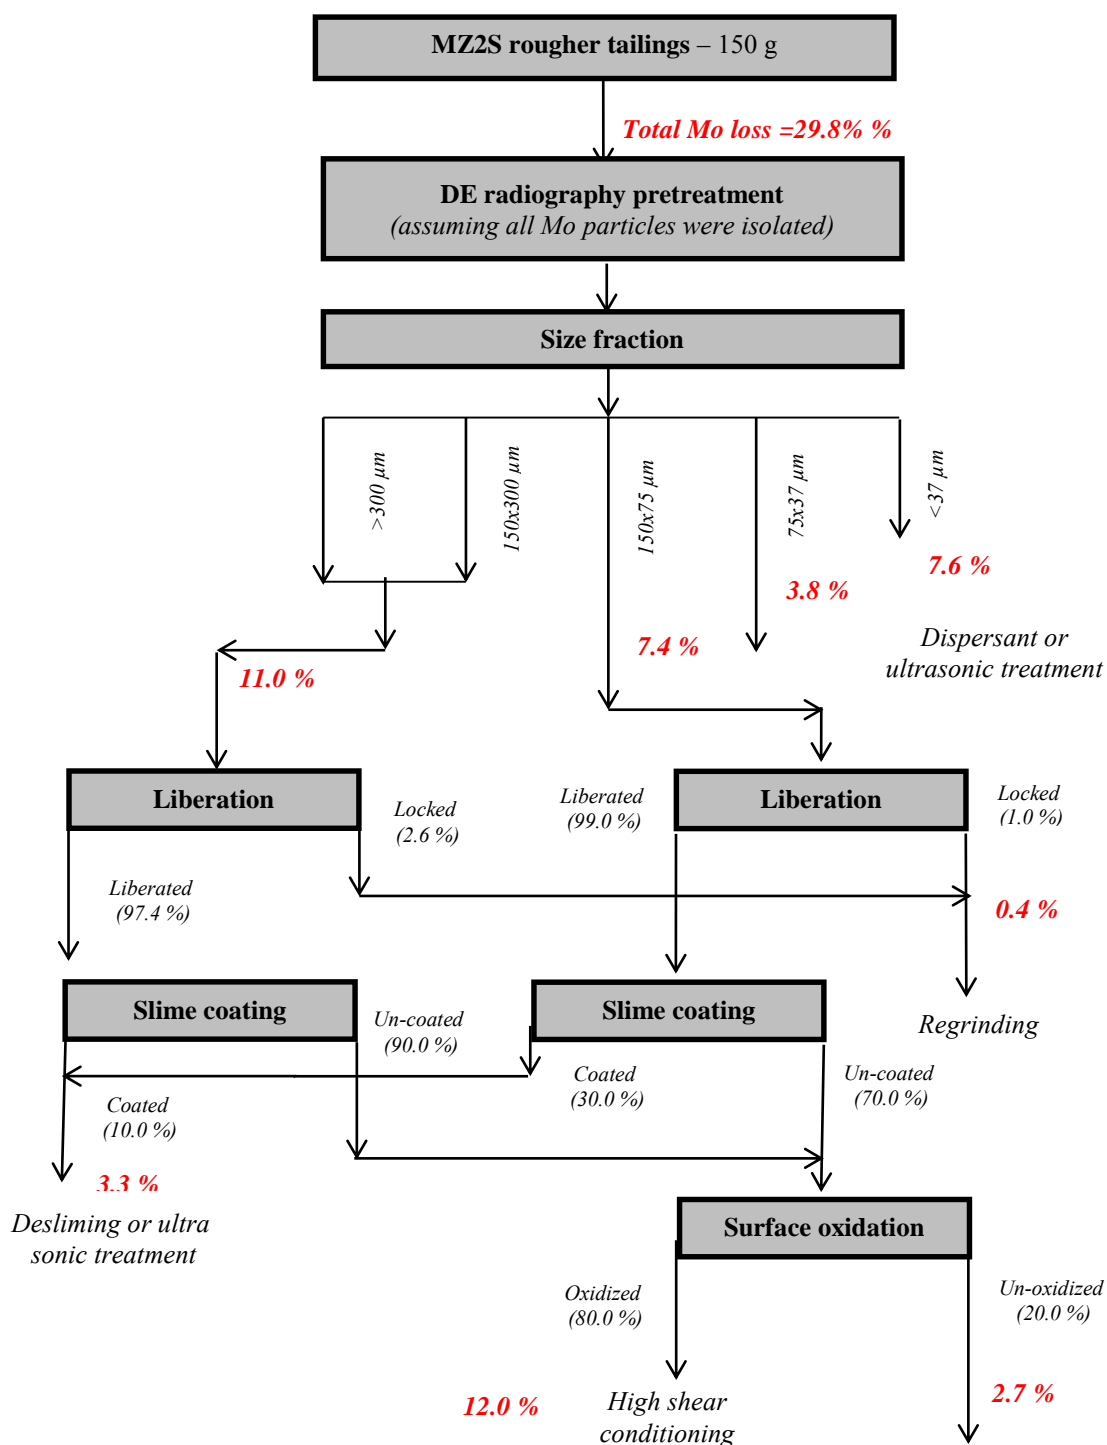 MZ2S rougher tailings – 150 g
Total Mo loss =29.8% %
DE radiography pretreatment
(assuming all Mo particles were isolated)
Size fraction
>300 µm
150x300 µm
150x75 µm
75x37 µm
<37 µm
7.6 %
3.8 %
Dispersant or
ultrasonic treatment
7.4 %
11.0 %
Liberation
Locked
(2.6 %)
Liberated
(99.0 %)
Liberation
Locked
(1.0 %)
Liberated
(97.4 %)
0.4 %
Slime coating
Un-coated
(90.0 %)
Slime coating
Regrinding
Coated
(10.0 %)
Coated
(30.0 %)
Un-coated
(70.0 %)
3.3 %
Desliming or ultra
sonic treatment
Surface oxidation
Oxidized
(80.0 %)
Un-oxidized
(20.0 %)
12.0 %
High shear
conditioning
2.7 %